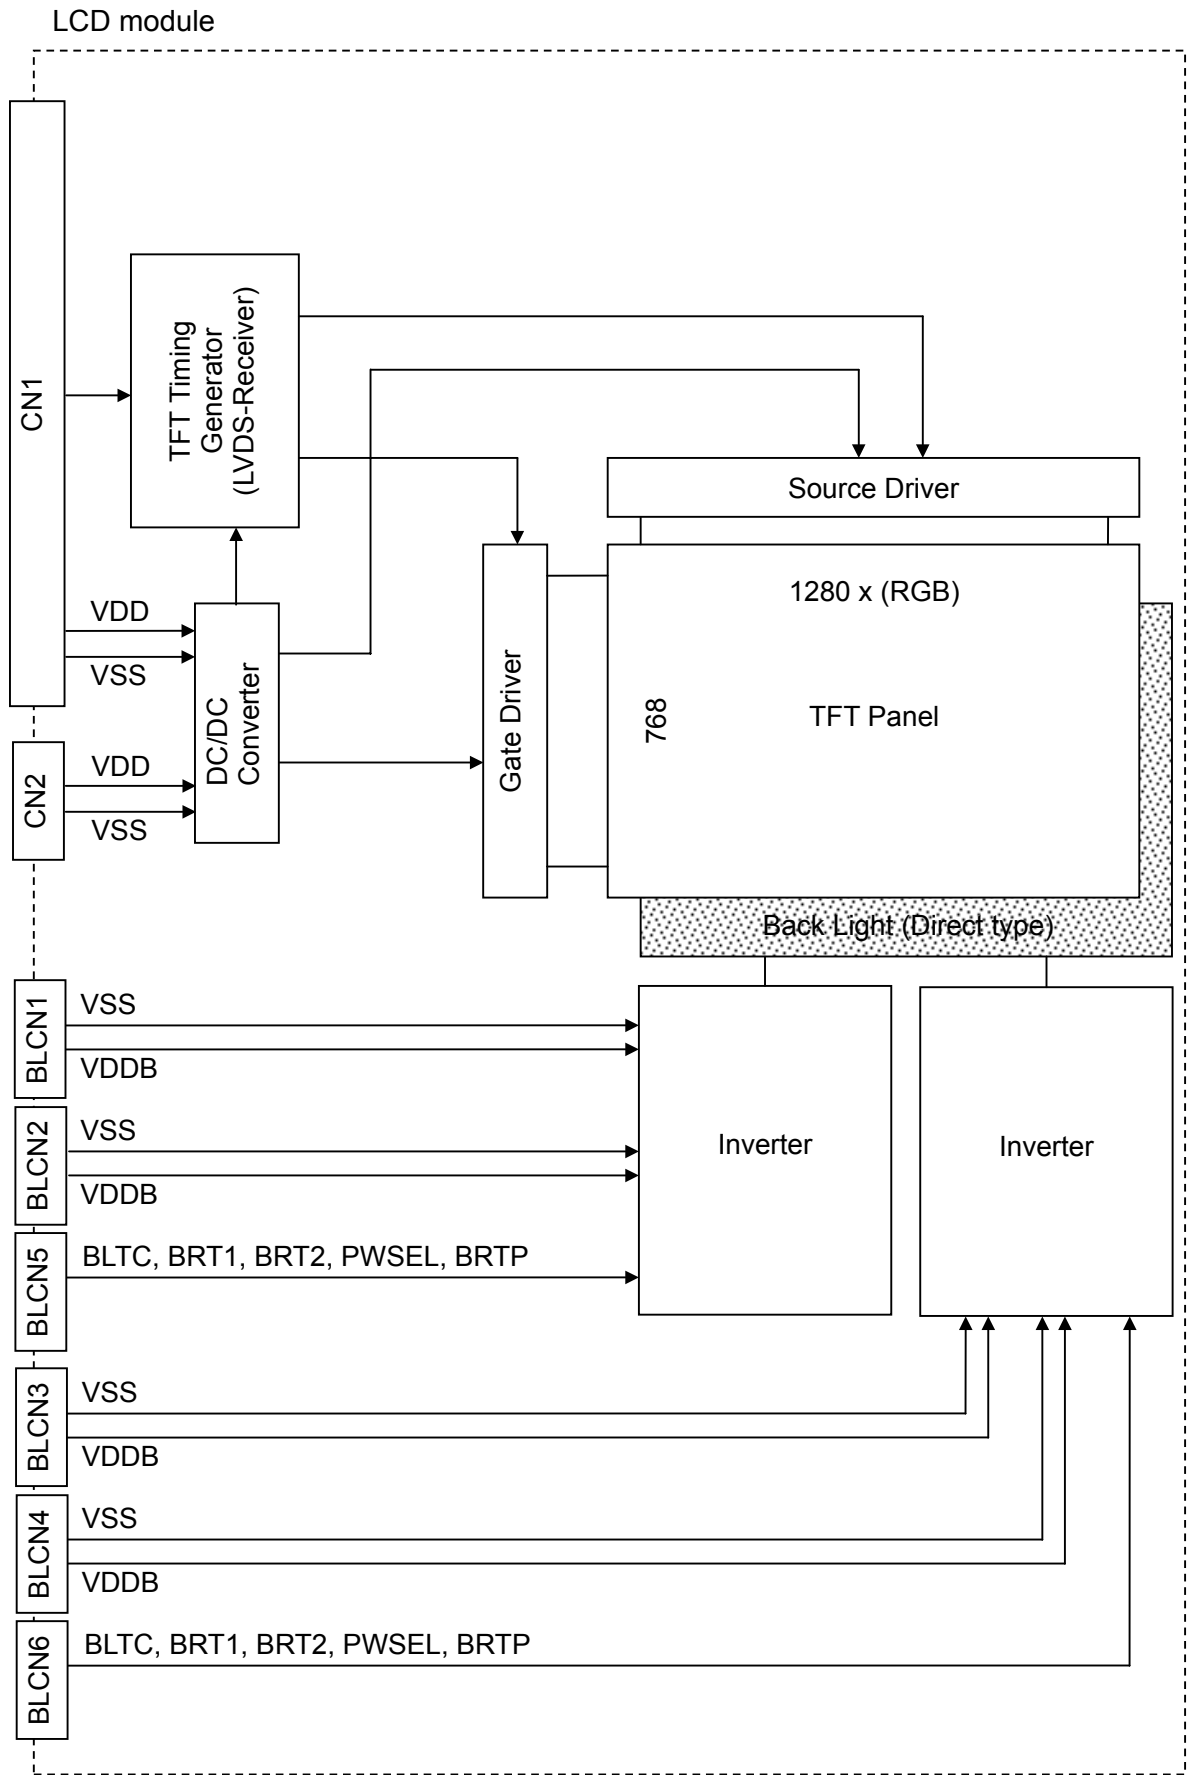 LCD module
CN1
TFT Timing
Generator
(LVDS-Receiver)
Source Driver
1280 x (RGB)
VDD
VSS
DC/DC
Converter
Gate Driver
768
TFT Panel
CN2
VDD
VSS
Back Light (Direct type)
BLCN1
VSS
VDDB
Inverter
Inverter
BLCN2
VSS
VDDB
BLCN5
BLTC, BRT1, BRT2, PWSEL, BRTP
BLCN3
VSS
VDDB
BLCN4
VSS
VDDB
BLCN6
BLTC, BRT1, BRT2, PWSEL, BRTP